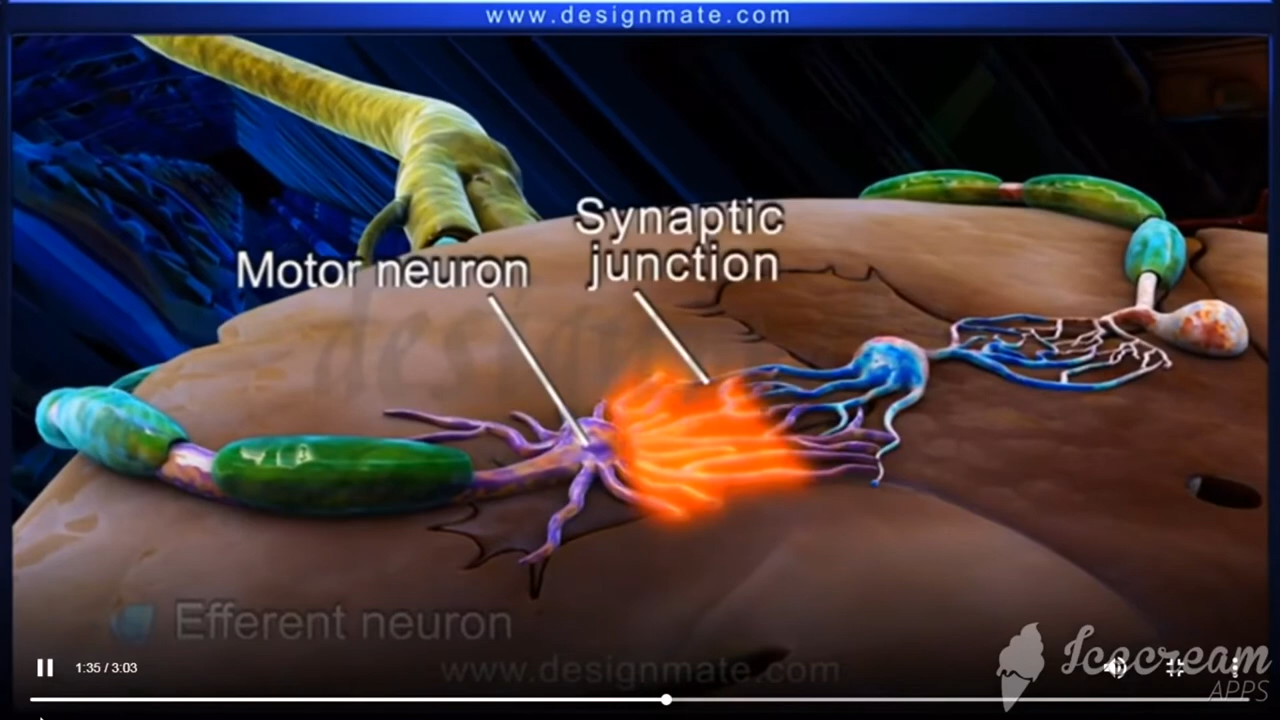 www.designmate.com
Synaptic
junction
Motor neuron
Efferent neuron
www.designmate.com
1:35 / 3:03
Icecream
APPS